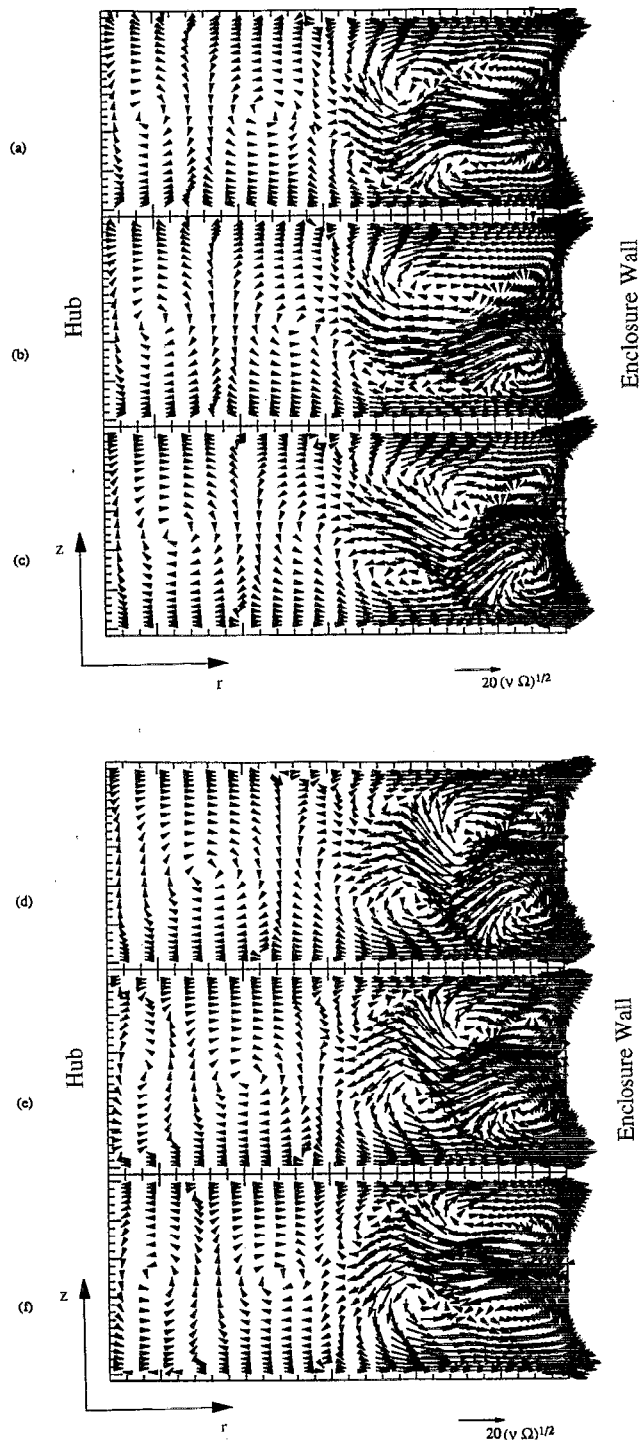 (a)
Hub
(b)
Enclosure Wall
(c)
z
r
20 (ν Ω)1/2
(d)
Hub
(e)
Enclosure Wall
(f)
z
r
20 (ν Ω)1/2